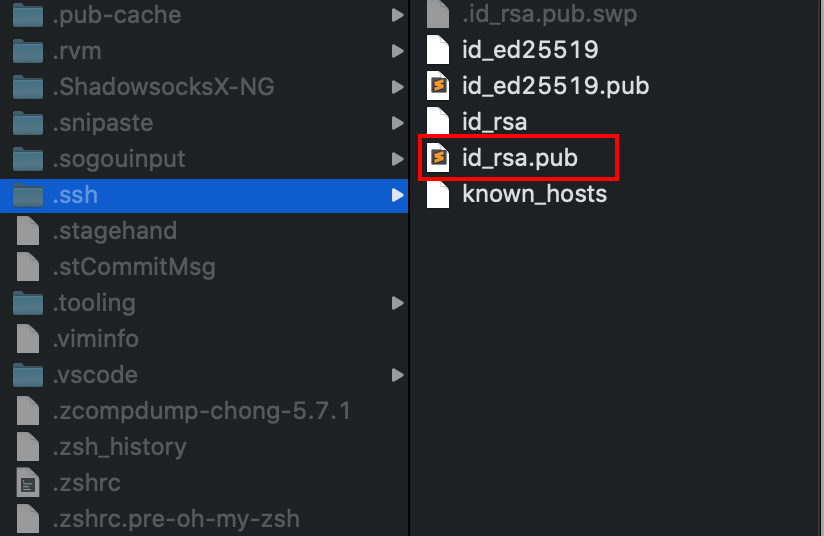 .pub-cache
.rvm
.ShadowsocksX-NG
.snipaste
.sogouinput
.ssh
.stagehand
.stCommitMsg
.tooling
.viminfo
.vscode
.zcompdump-chong-5.7.1
.zsh_history
.zshrc
.zshrc.pre-oh-my-zsh
.id_rsa.pub.swp
id_ed25519
id_ed25519.pub
id_rsa
id_rsa.pub
known_hosts